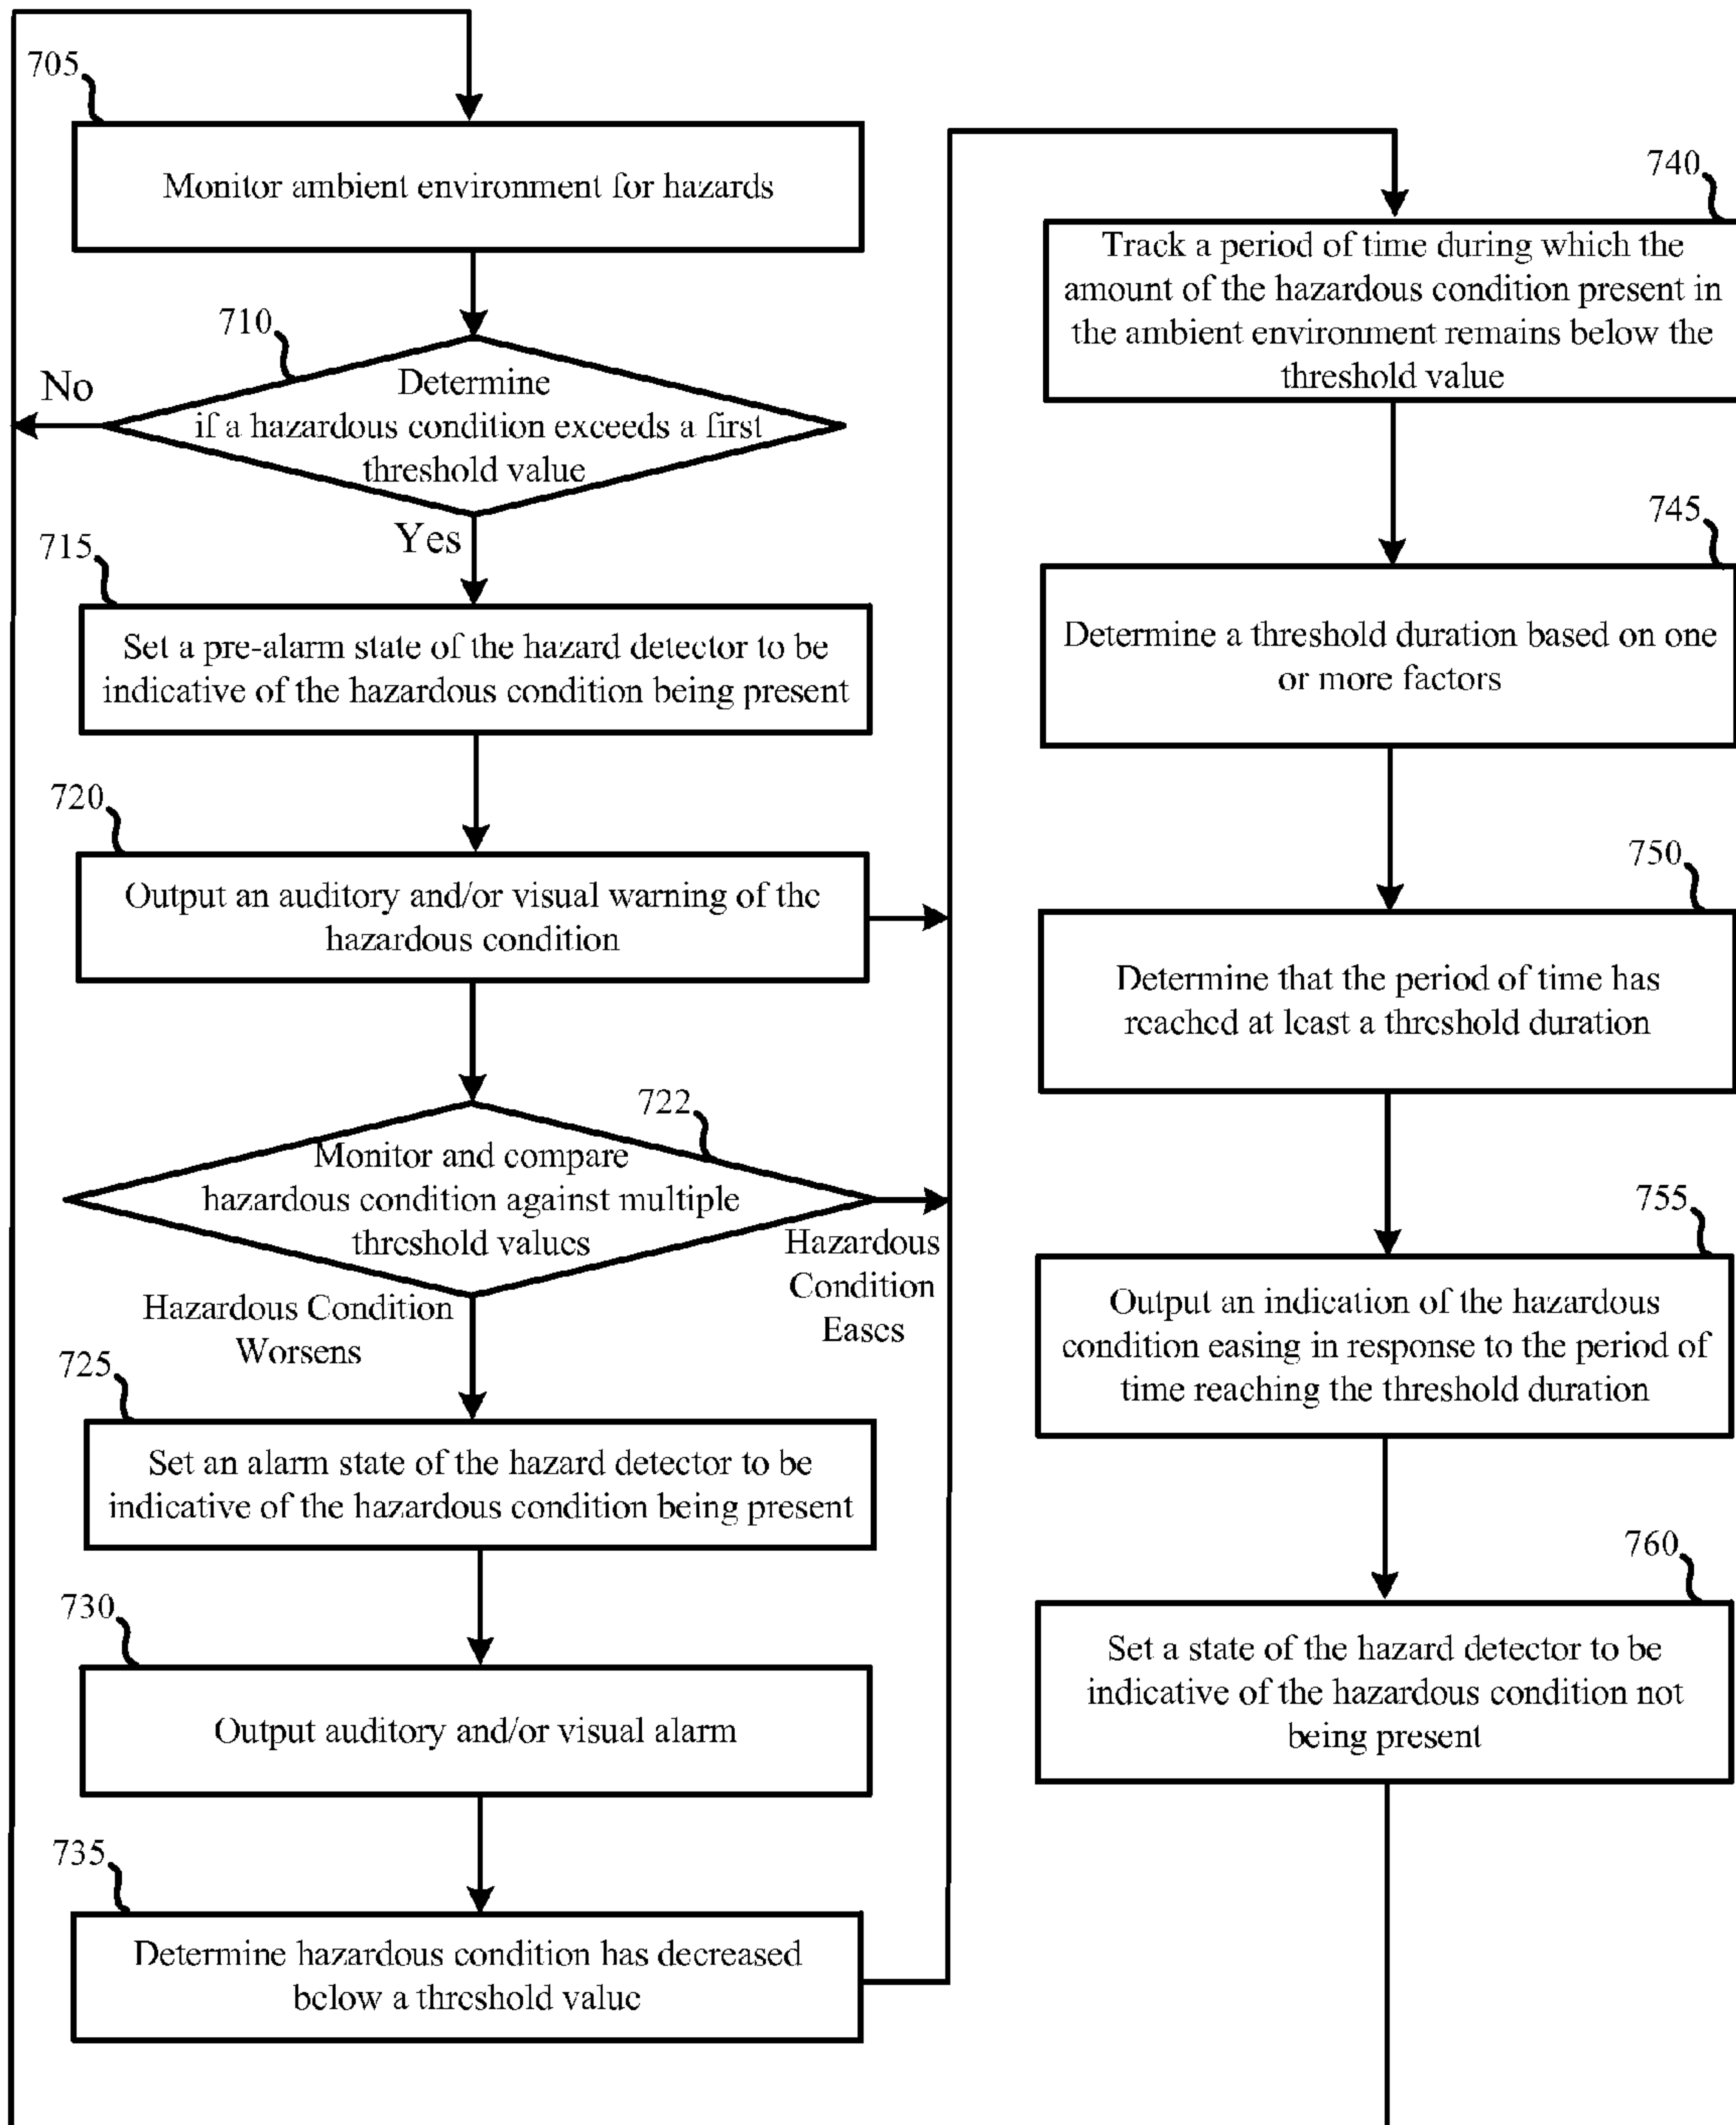 705
Monitor ambient environment for hazards
710
No
Determine
if a hazardous condition exceeds a first
threshold value
Yes
715
Set a pre-alarm state of the hazard detector to be
indicative of the hazardous condition being present
720
Output an auditory and/or visual warning of the
hazardous condition
722
Monitor and compare
hazardous condition against multiple
threshold values
Hazardous
Condition
Eases
Hazardous Condition
Worsens
725
Set an alarm state of the hazard detector to be
indicative of the hazardous condition being present
730
Output auditory and/or visual alarm
735
Determine hazardous condition has decreased
below a threshold value
740
Track a period of time during which the
amount of the hazardous condition present in
the ambient environment remains below the
threshold value
745
Determine a threshold duration based on one
or more factors
750
Determine that the period of time has
reached at least a threshold duration
755
Output an indication of the hazardous
condition easing in response to the period of
time reaching the threshold duration
760
Set a state of the hazard detector to be
indicative of the hazardous condition not
being present